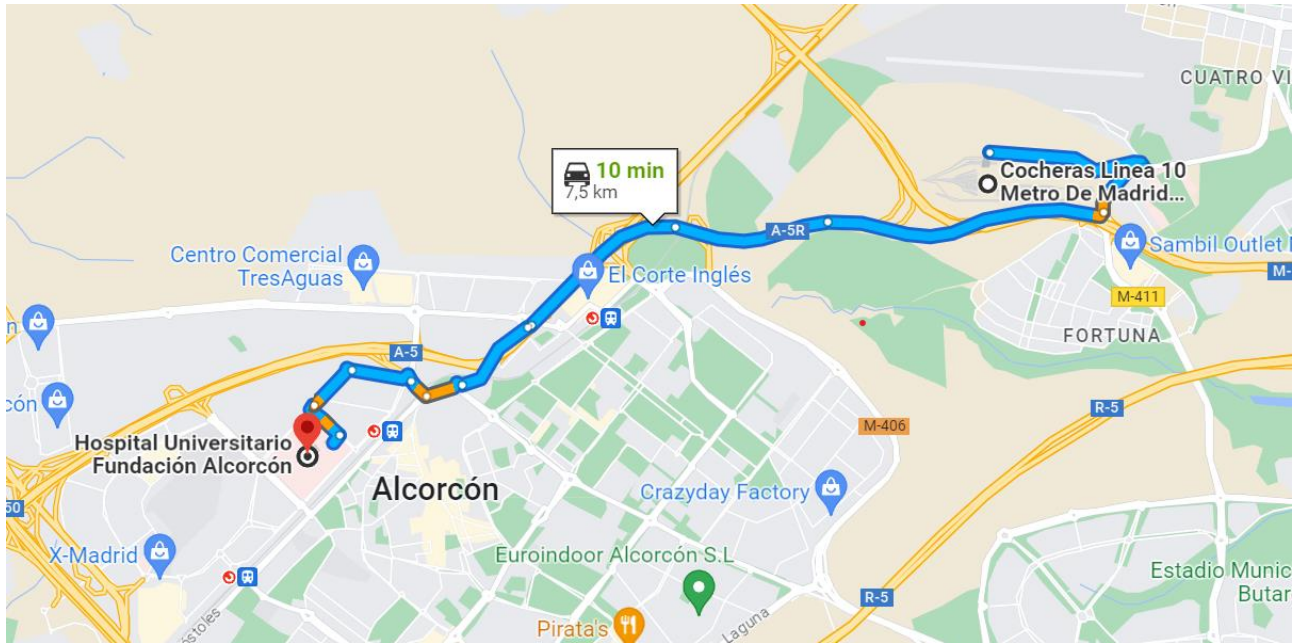 CUATRO VI
10 min
7,5 km
Cocheras Linea 10
Metro De Madrid...
A-5R
Centro Comercial
TresAguas
El Corte Inglés
Sambil Outlet
M-
M-411
FORTUNA
A-5
n
cón
R-5
M-406
Hospital Universitario
Fundación Alcorcón
Alcorcón
Crazyday Factory
50
X-Madrid
Euroindoor Alcorcón S.L
Estadio Munic
Butar
R-5
Pirata's
Laguna
óstoles